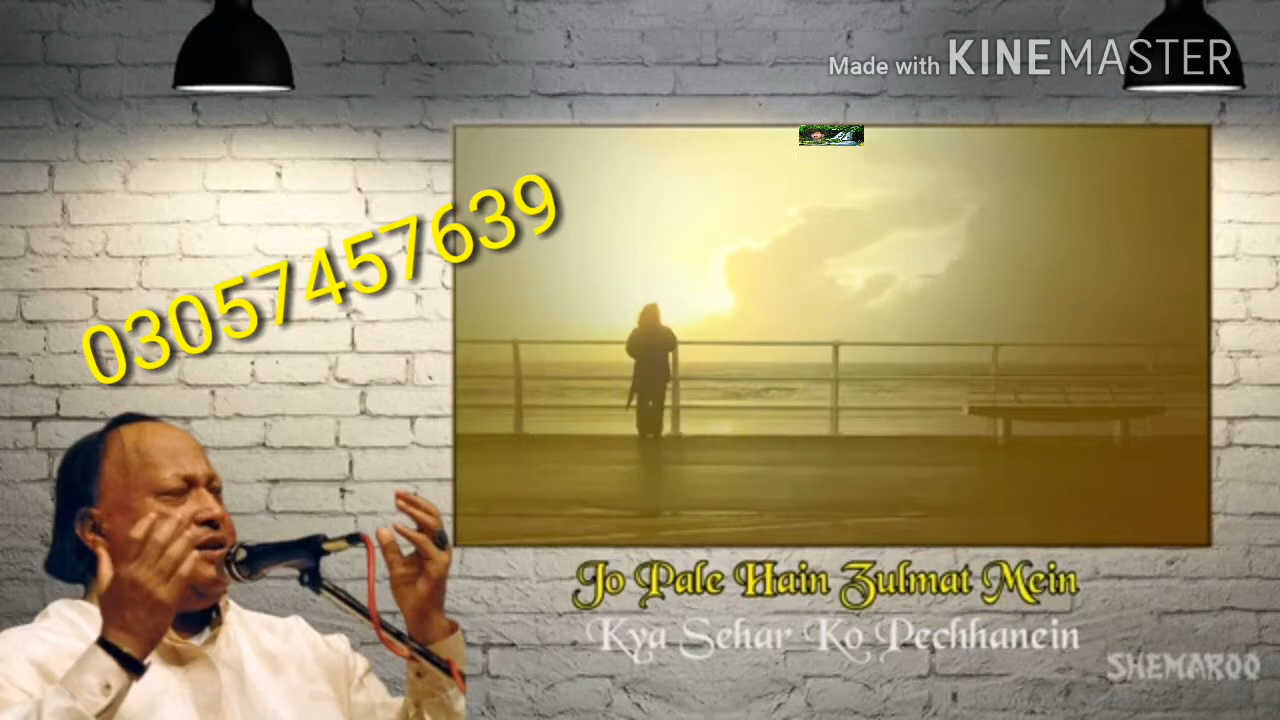 Made with KINEMASTER
03057457639
Jo Pale Hain Zulmat Mein
Kya Sehar Ko Pechhanein
SHEMAROO